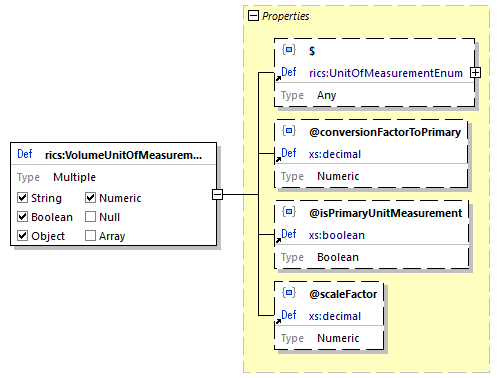 Properties
$
Def rics:UnitOfMeasurementEnum
Type Any
@conversionFactorToPrimary
Def xs:decimal
Type Numeric
Def rics:VolumeUnitOfMeasurem...
Type Multiple
String Numeric
Boolean Null
Object Array
@isPrimaryUnitMeasurement
Def xs:boolean
Type Boolean
@scaleFactor
Def xs:decimal
Type Numeric